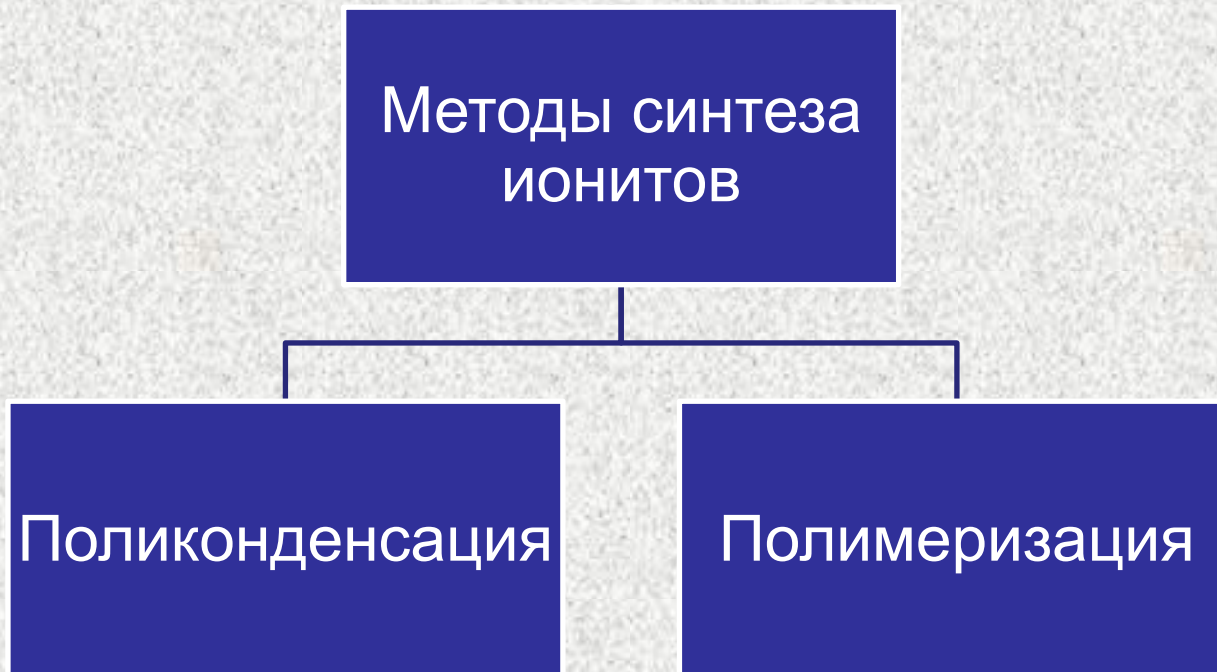 Методы синтеза
ионитов
Поликонденсация
Полимеризация